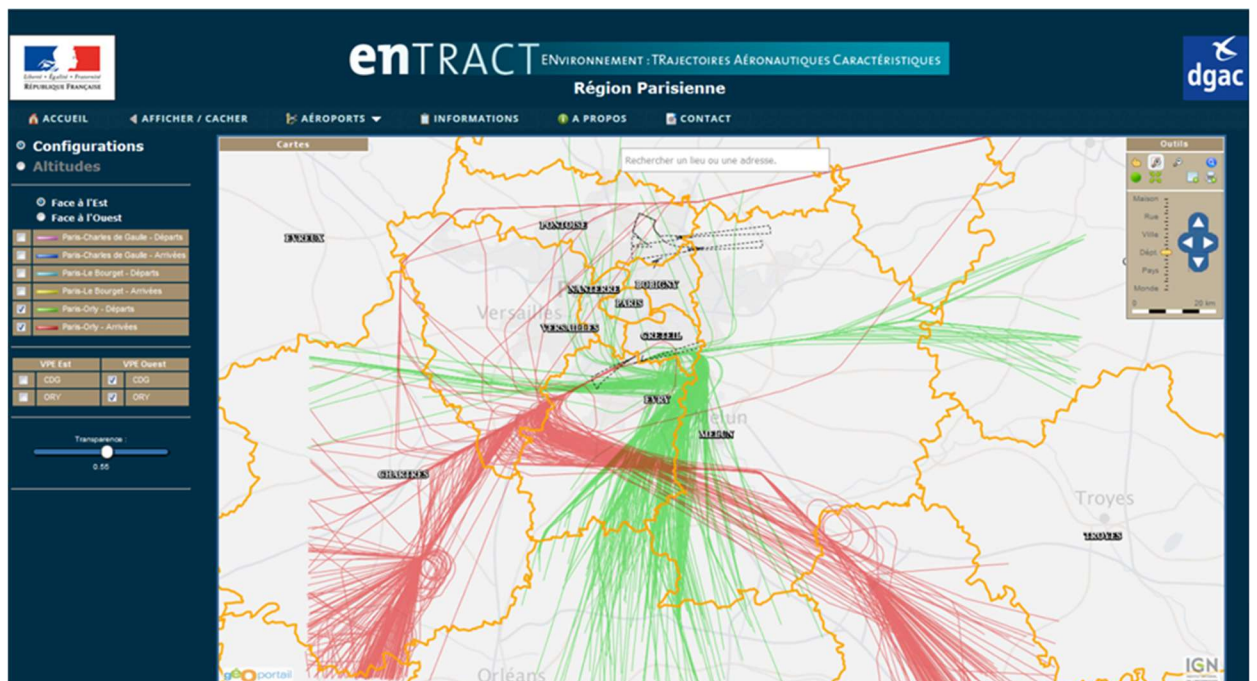 Liberté • Égalité • Fraternité
RÉPUBLIQUE FRANÇAISE
enTRACT ENVIRONNEMENT : TRAJECTOIRES AÉRONAUTIQUES CARACTÉRISTIQUES
Région Parisienne
dgac
ACCUEIL AFFICHER / CACHER AÉROPORTS INFORMATIONS A PROPOS CONTACT
Configurations
Altitudes
Face à l'Est
Face à l'Ouest
Paris-Charles de Gaulle - Départs
Paris-Charles de Gaulle - Arrivées
Paris-Le Bourget - Départs
Paris-Le Bourget - Arrivées
Paris-Orly - Départs
Paris-Orly - Arrivées
VPE Est VPE Ouest
CDG CDG
ORY ORY
Transparence :
0.55
Cartes
Rechercher un lieu ou une adresse.
Outils
Maison
Rue
Ville
Dépt.
Pays
Monde
0 20 km
EVREUX
PONTOISE
NANTERRE
BOBIGNY
PARIS
Versailles
VERSAILLES
CRETEIL
EVRY
Melun
MELUN
CHARTRES
Troyes
TROYES
Orléans
géoportail
IGN